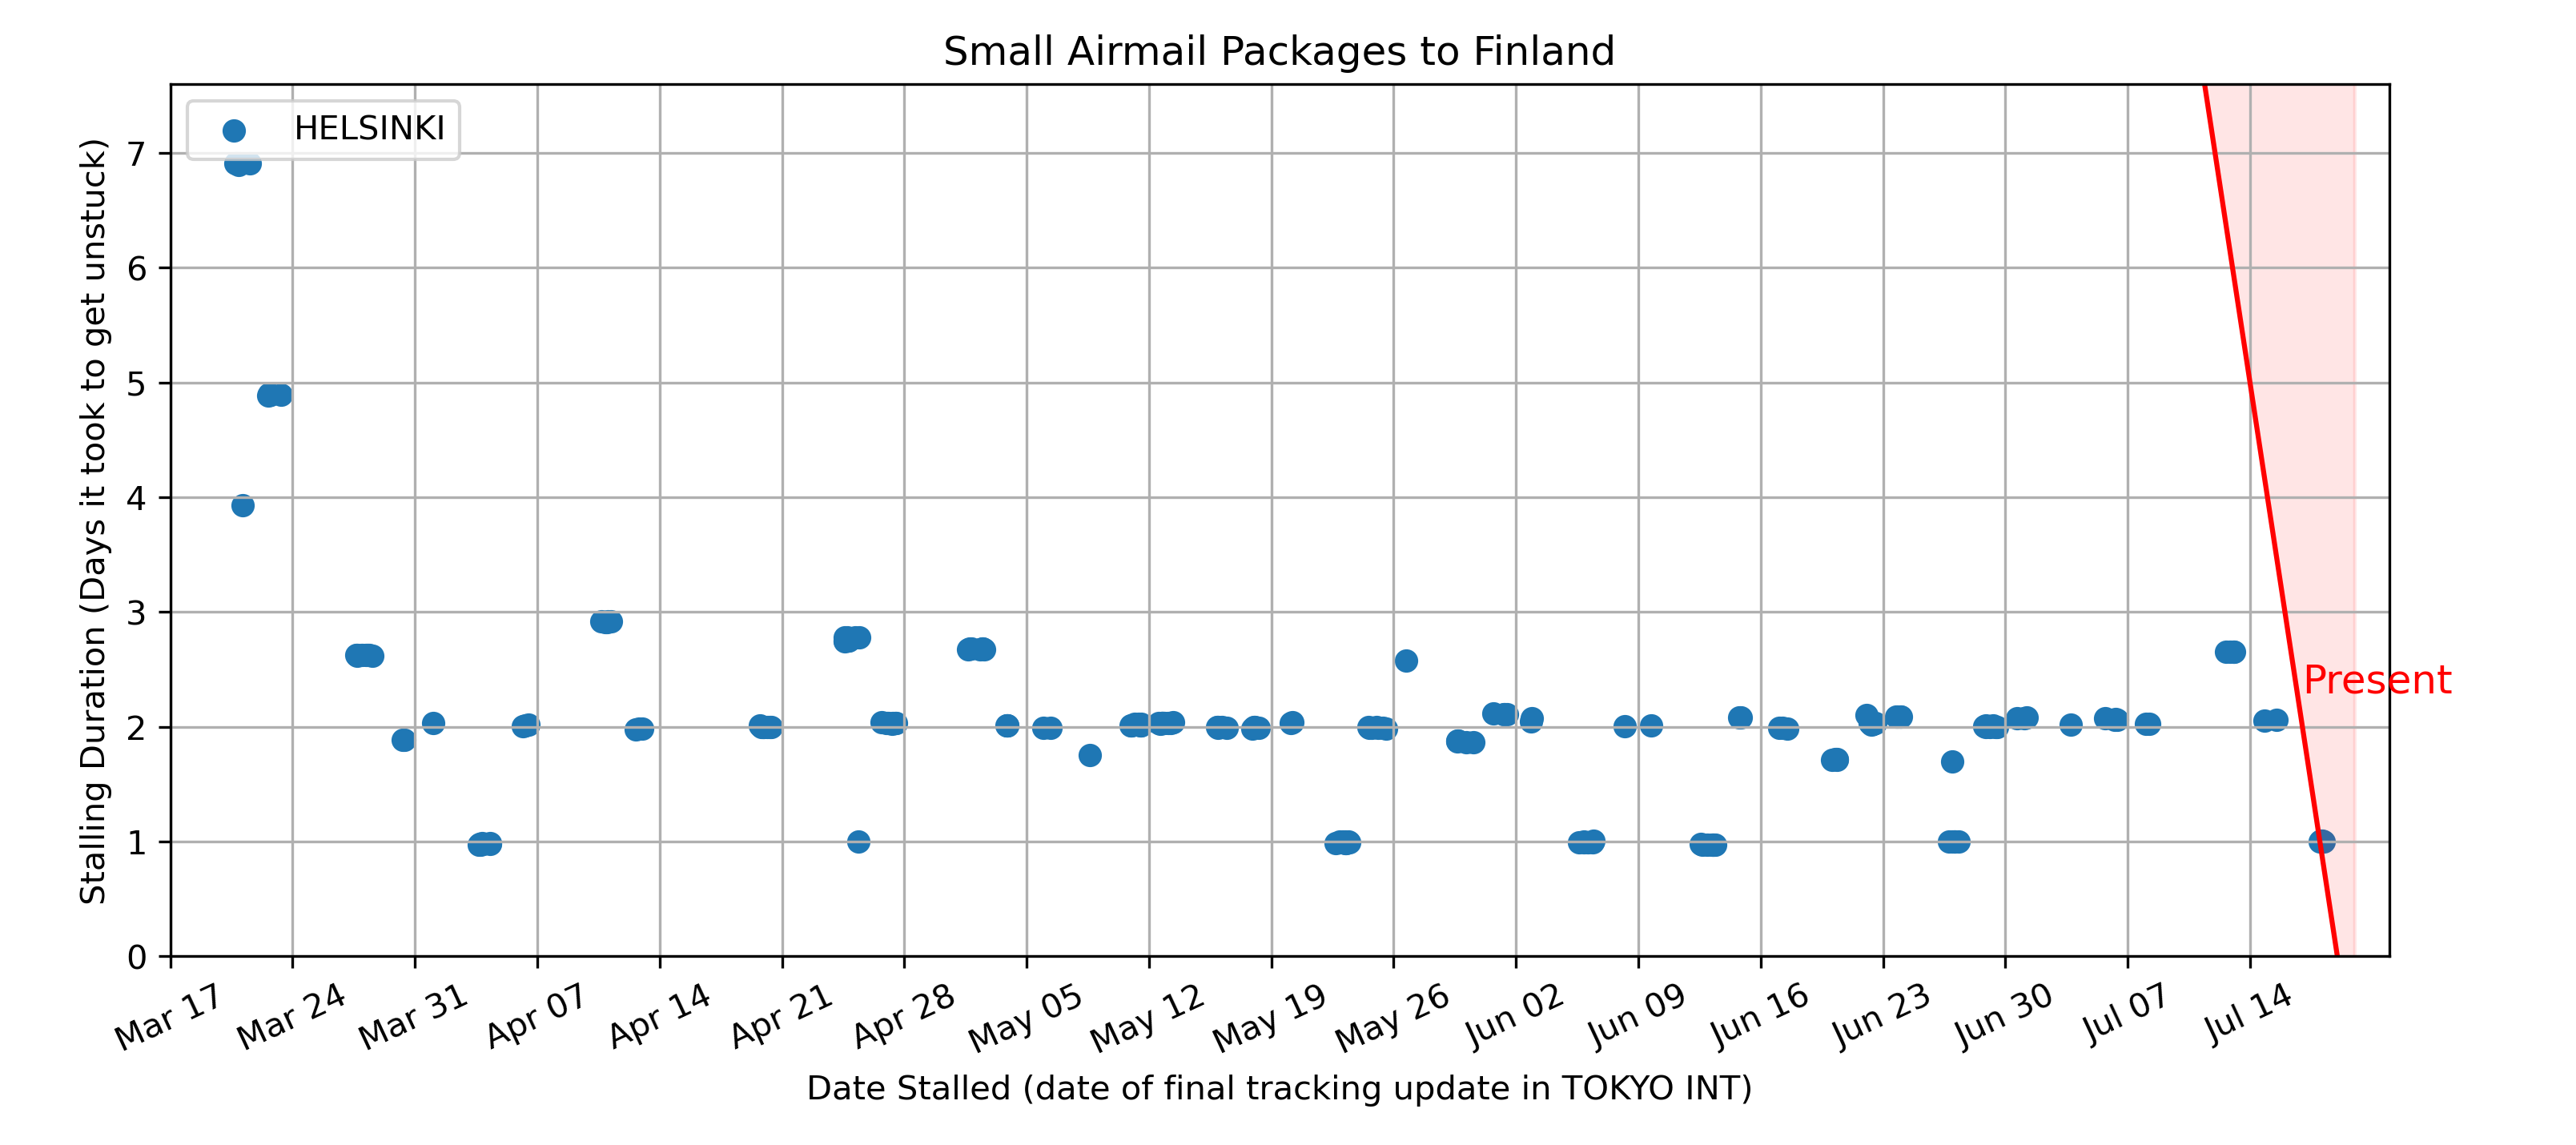 Small Airmail Packages to Finland
HELSINKI
Stalling Duration (Days it took to get unstuck)
7
6
5
4
3
2
1
0
Present
Mar 17 Mar 24 Mar 31 Apr 07 Apr 14 Apr 21 Apr 28 May 05 May 12 May 19 May 26 Jun 02 Jun 09 Jun 16 Jun 23 Jun 30 Jul 07 Jul 14
Date Stalled (date of final tracking update in TOKYO INT)